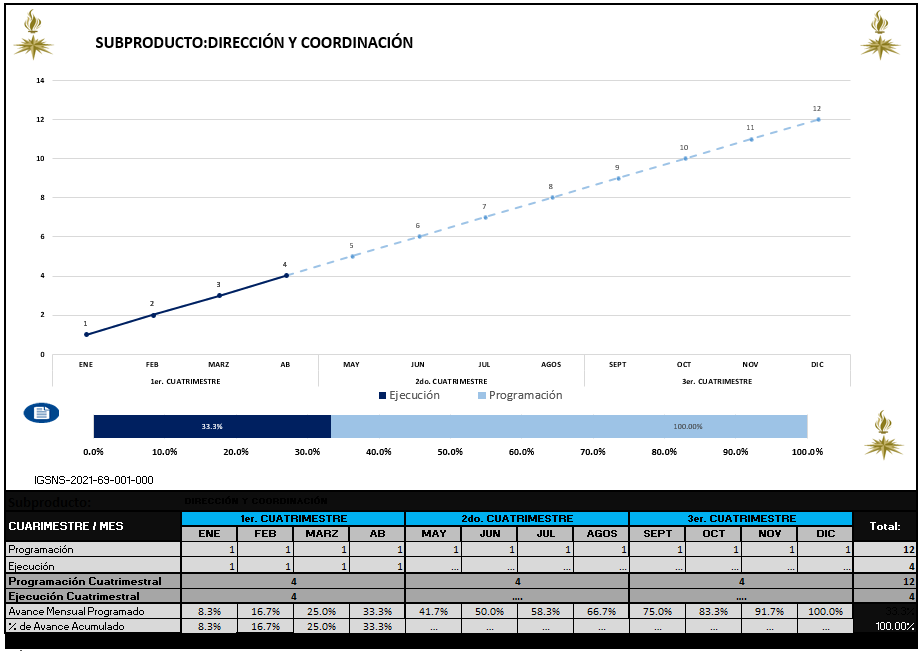 SUBPRODUCTO:DIRECCIÓN Y COORDINACIÓN
14
12
10
8
6
4
2
0
1 2 3 4 5 6 7 8 9 10 11 12
ENE FEB MARZ AB MAY JUN JUL AGOS SEPT OCT NOV DIC
1er. CUATRIMESTRE 2do. CUATRIMESTRE 3er. CUATRIMESTRE
Ejecución Programación
33.3% 100.00%
0.0% 10.0% 20.0% 30.0% 40.0% 50.0% 60.0% 70.0% 80.0% 90.0% 100.0%
IGSNS-2021-69-001-000
Subproducto: DIRECCIÓN Y COORDINACIÓN
CUARIMESTRE / MES 1er. CUATRIMESTRE 2do. CUATRIMESTRE 3er. CUATRIMESTRE Total:
ENE FEB MARZ AB MAY JUN JUL AGOS SEPT OCT NOV DIC
Programación 1 1 1 1 1 1 1 1 1 1 1 1 12
Ejecución 1 1 1 1 ... ... ... ... ... ... ... ... 4
Programación Cuatrimestral 4 4 4 12
Ejecución Cuatrimestral 4 .... .... 4
Avance Mensual Programado 8.3% 16.7% 25.0% 33.3% 41.7% 50.0% 58.3% 66.7% 75.0% 83.3% 91.7% 100.0% 33.3%
% de Avance Acumulado 8.3% 16.7% 25.0% 33.3% ... ... ... ... ... ... ... ... 100.00%